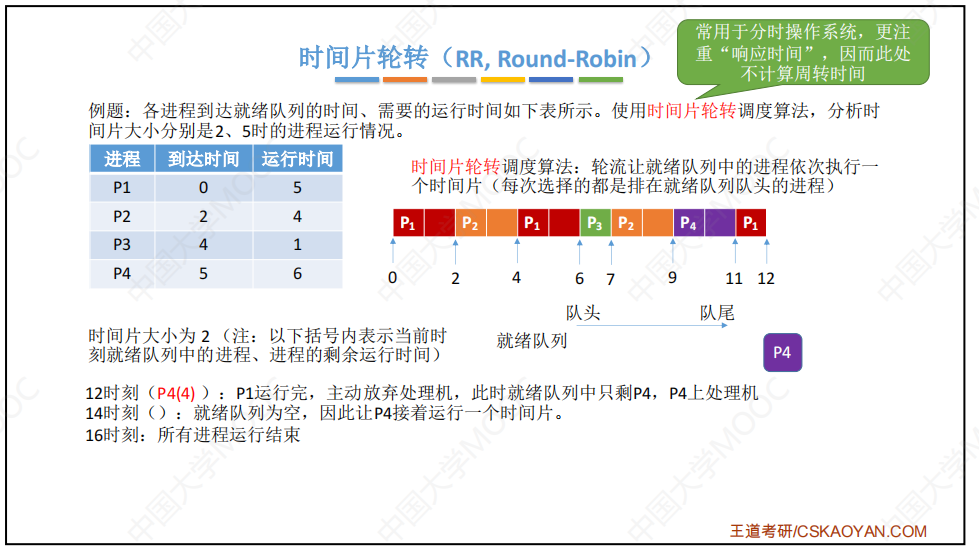 常用于分时操作系统，更注
重“响应时间”，因而此处
不计算周转时间
时间片轮转（RR, Round-Robin）
例题：各进程到达就绪队列的时间、需要的运行时间如下表所示。使用时间片轮转调度算法，分析时
间片大小分别是2、5时的进程运行情况。
进程 到达时间 运行时间
P1 0 5
P2 2 4
P3 4 1
P4 5 6
时间片轮转调度算法：轮流让就绪队列中的进程依次执行一
个时间片（每次选择的都是排在就绪队列队头的进程）
P1 P2 P1 P3 P2 P4 P1
0 2 4 6 7 9 11 12
队头 队尾
就绪队列
P4
时间片大小为 2 （注：以下括号内表示当前时
刻就绪队列中的进程、进程的剩余运行时间）
12时刻（P4(4) ）：P1运行完，主动放弃处理机，此时就绪队列中只剩P4，P4上处理机
14时刻（）：就绪队列为空，因此让P4接着运行一个时间片。
16时刻：所有进程运行结束
王道考研/CSKAOYAN.COM
中国大学MOOC